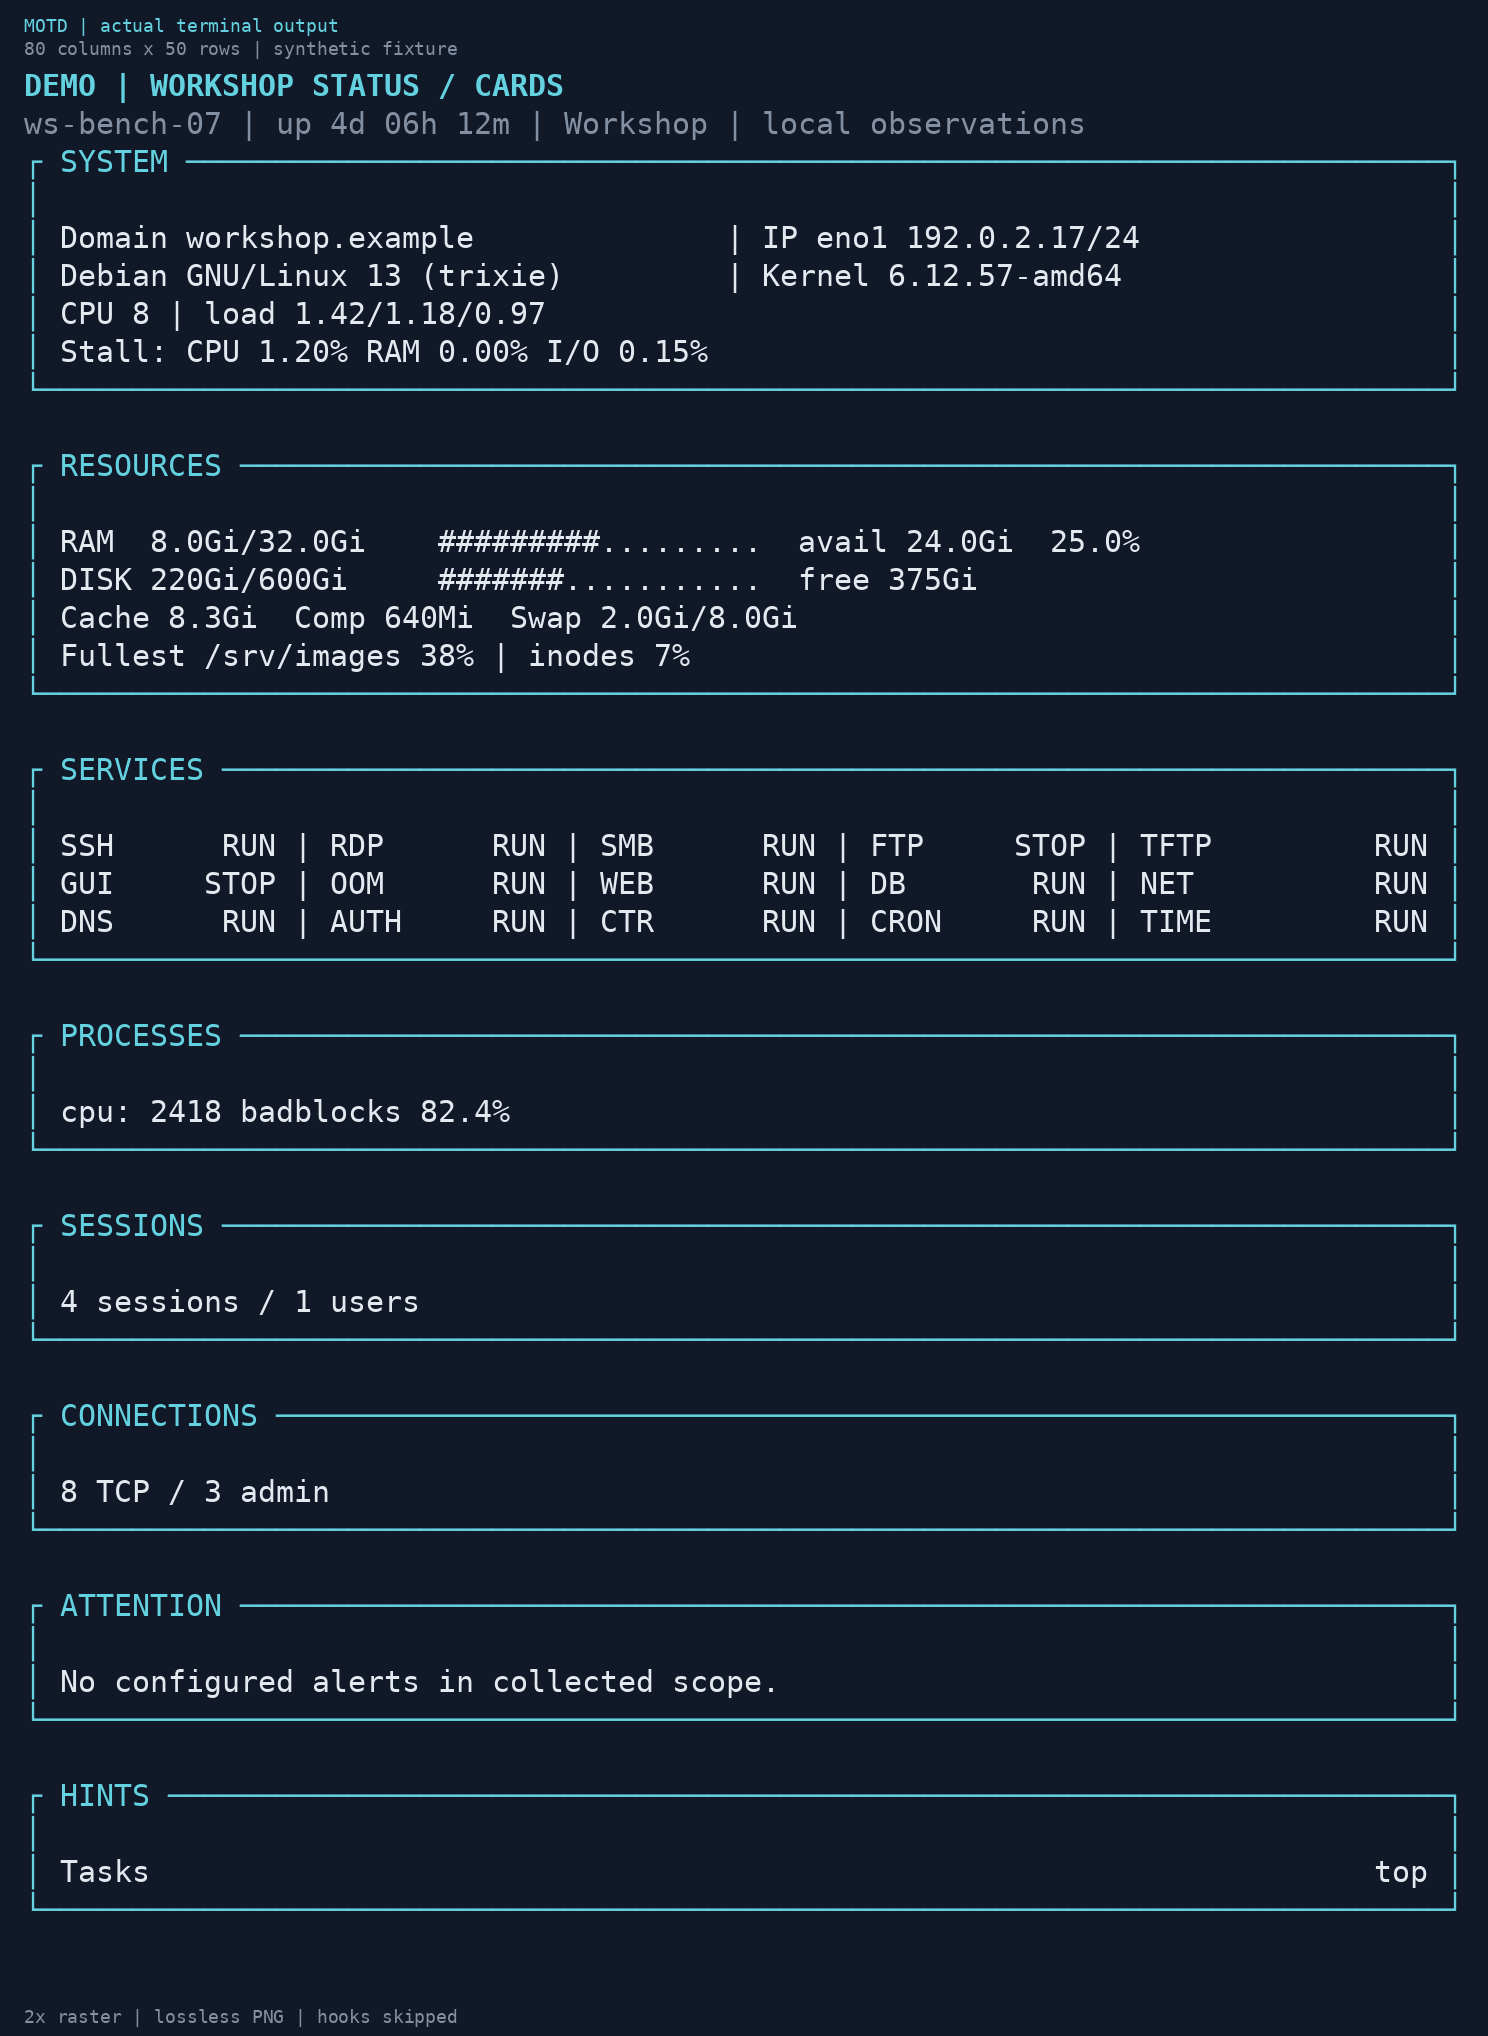 MOTD | actual terminal output
80 columns x 50 rows | synthetic fixture
DEMO | WORKSHOP STATUS / CARDS
ws-bench-07 | up 4d 06h 12m | Workshop | local observations
SYSTEM
Domain workshop.example | IP eno1 192.0.2.17/24
Debian GNU/Linux 13 (trixie) | Kernel 6.12.57-amd64
CPU 8 | load 1.42/1.18/0.97
Stall: CPU 1.20% RAM 0.00% I/O 0.15%
RESOURCES
RAM 8.0Gi/32.0Gi #########......... avail 24.0Gi 25.0%
DISK 220Gi/600Gi #######........... free 375Gi
Cache 8.3Gi Comp 640Mi Swap 2.0Gi/8.0Gi
Fullest /srv/images 38% | inodes 7%
SERVICES
SSH RUN | RDP RUN | SMB RUN | FTP STOP | TFTP RUN
GUI STOP | OOM RUN | WEB RUN | DB RUN | NET RUN
DNS RUN | AUTH RUN | CTR RUN | CRON RUN | TIME RUN
PROCESSES
cpu: 2418 badblocks 82.4%
SESSIONS
4 sessions / 1 users
CONNECTIONS
8 TCP / 3 admin
ATTENTION
No configured alerts in collected scope.
HINTS
Tasks top
2x raster | lossless PNG | hooks skipped